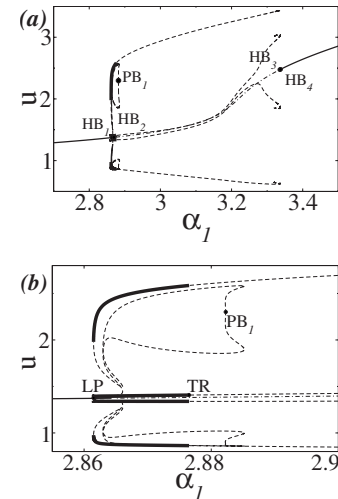 (a)
3
2
1
u
PB1
HB1
HB2
HB3
HB4
2.8
3
3.2
3.4
α1
(b)
2
1
u
PB1
LP
TR
2.86
2.88
2.9
α1